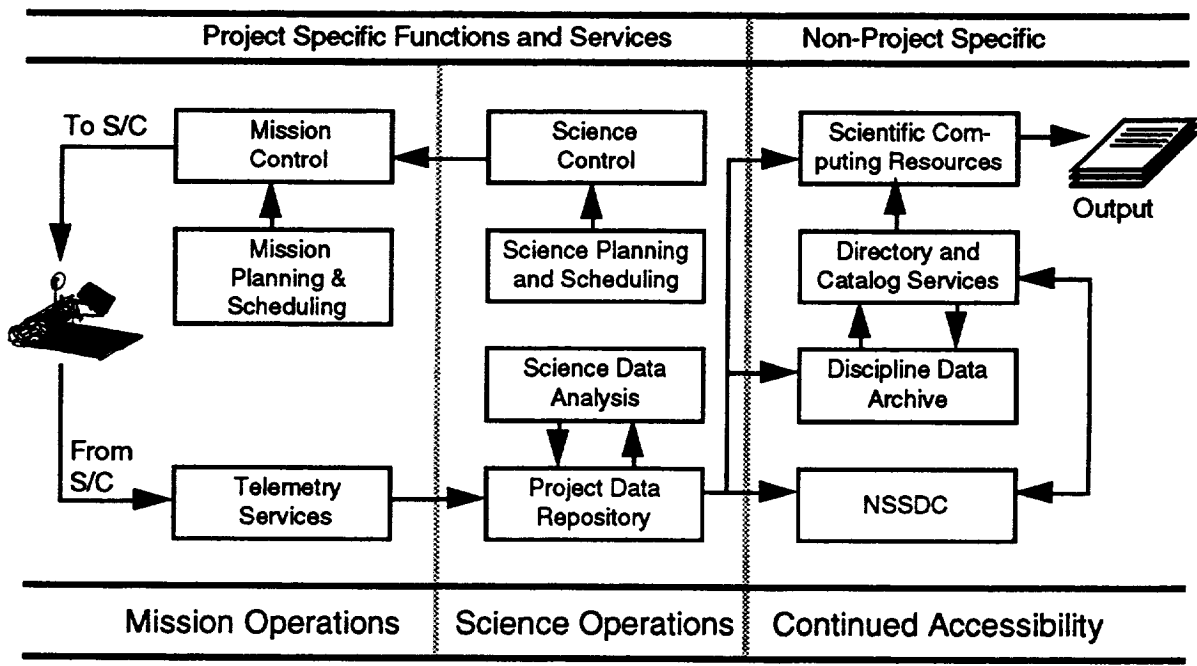 Project Specific Functions and Services
Non-Project Specific
To S/C
Mission
Control
Science
Control
Scientific Com-
puting Resources
Output
Mission
Planning &
Scheduling
Science Planning
and Scheduling
Directory and
Catalog Services
Science Data
Analysis
Discipline Data
Archive
From
S/C
Telemetry
Services
Project Data
Repository
NSSDC
Mission Operations
Science Operations
Continued Accessibility